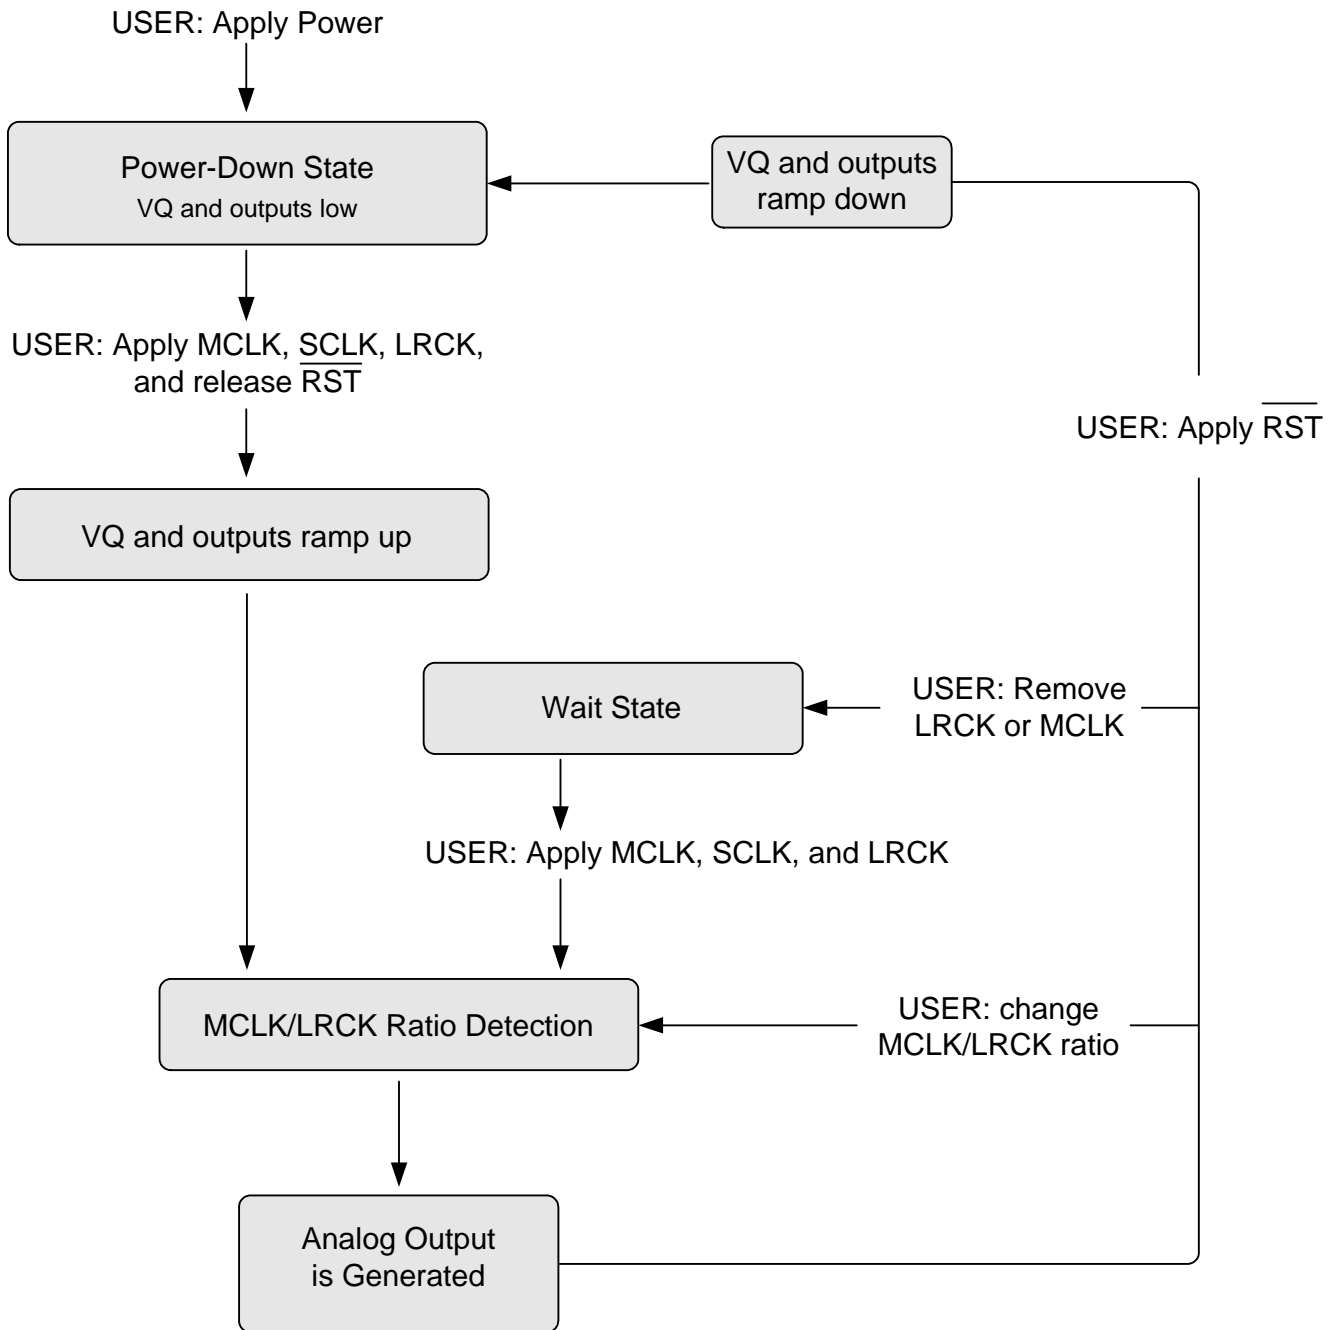 USER: Apply Power
Power-Down State
VQ and outputs low
VQ and outputs
ramp down
USER: Apply MCLK, SCLK, LRCK,
and release R̅S̅T̅
USER: Apply R̅S̅T̅
VQ and outputs ramp up
Wait State
USER: Remove
LRCK or MCLK
USER: Apply MCLK, SCLK, and LRCK
MCLK/LRCK Ratio Detection
USER: change
MCLK/LRCK ratio
Analog Output
is Generated